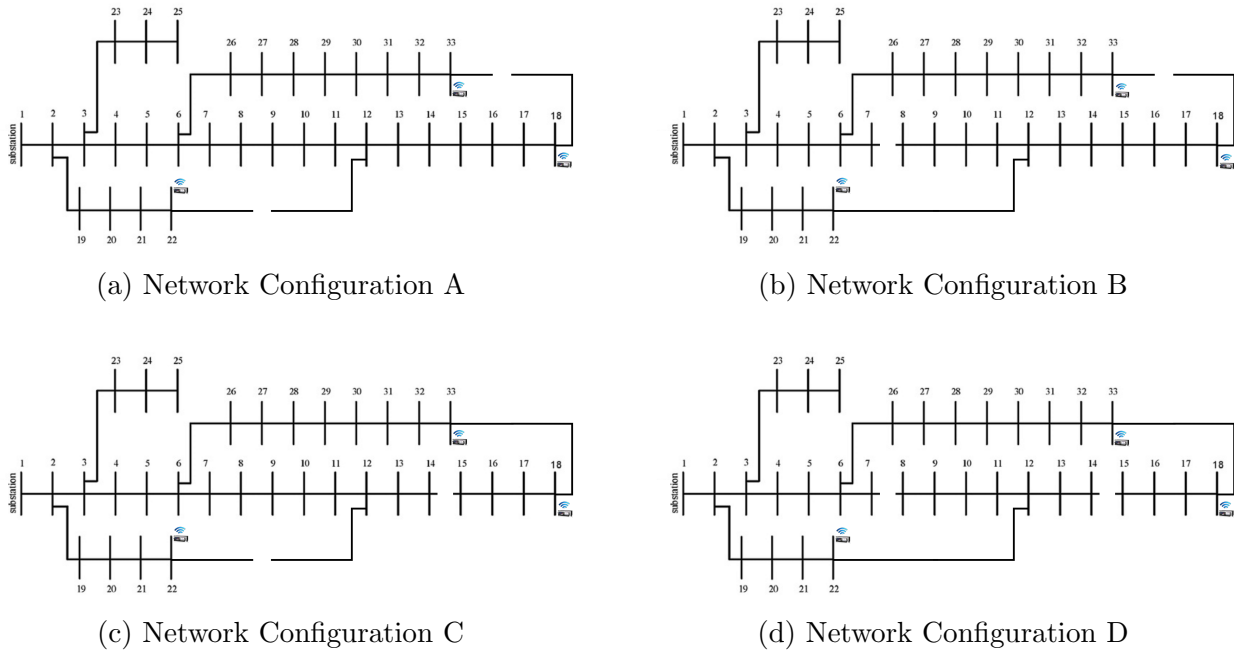 23 24 25
26 27 28 29 30 31 32 33
1 2 3 4 5 6 7 8 9 10 11 12 13 14 15 16 17 18
substation
19 20 21 22
(a) Network Configuration A
23 24 25
26 27 28 29 30 31 32 33
1 2 3 4 5 6 7 8 9 10 11 12 13 14 15 16 17 18
substation
19 20 21 22
(b) Network Configuration B
23 24 25
26 27 28 29 30 31 32 33
1 2 3 4 5 6 7 8 9 10 11 12 13 14 15 16 17 18
substation
19 20 21 22
(c) Network Configuration C
23 24 25
26 27 28 29 30 31 32 33
1 2 3 4 5 6 7 8 9 10 11 12 13 14 15 16 17 18
substation
19 20 21 22
(d) Network Configuration D